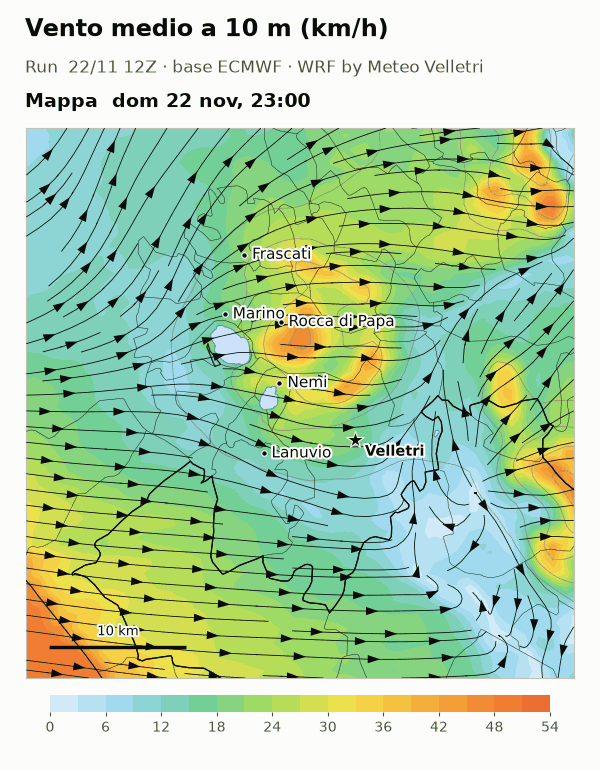 Vento medio a 10 m (km/h)
Run 22/11 12Z · base ECMWF · WRF by Meteo Velletri
Mappa dom 22 nov, 23:00
Frascati
Marino
Rocca di Papa
Nemi
Velletri
Lanuvio
10 km
0 6 12 18 24 30 36 42 48 54